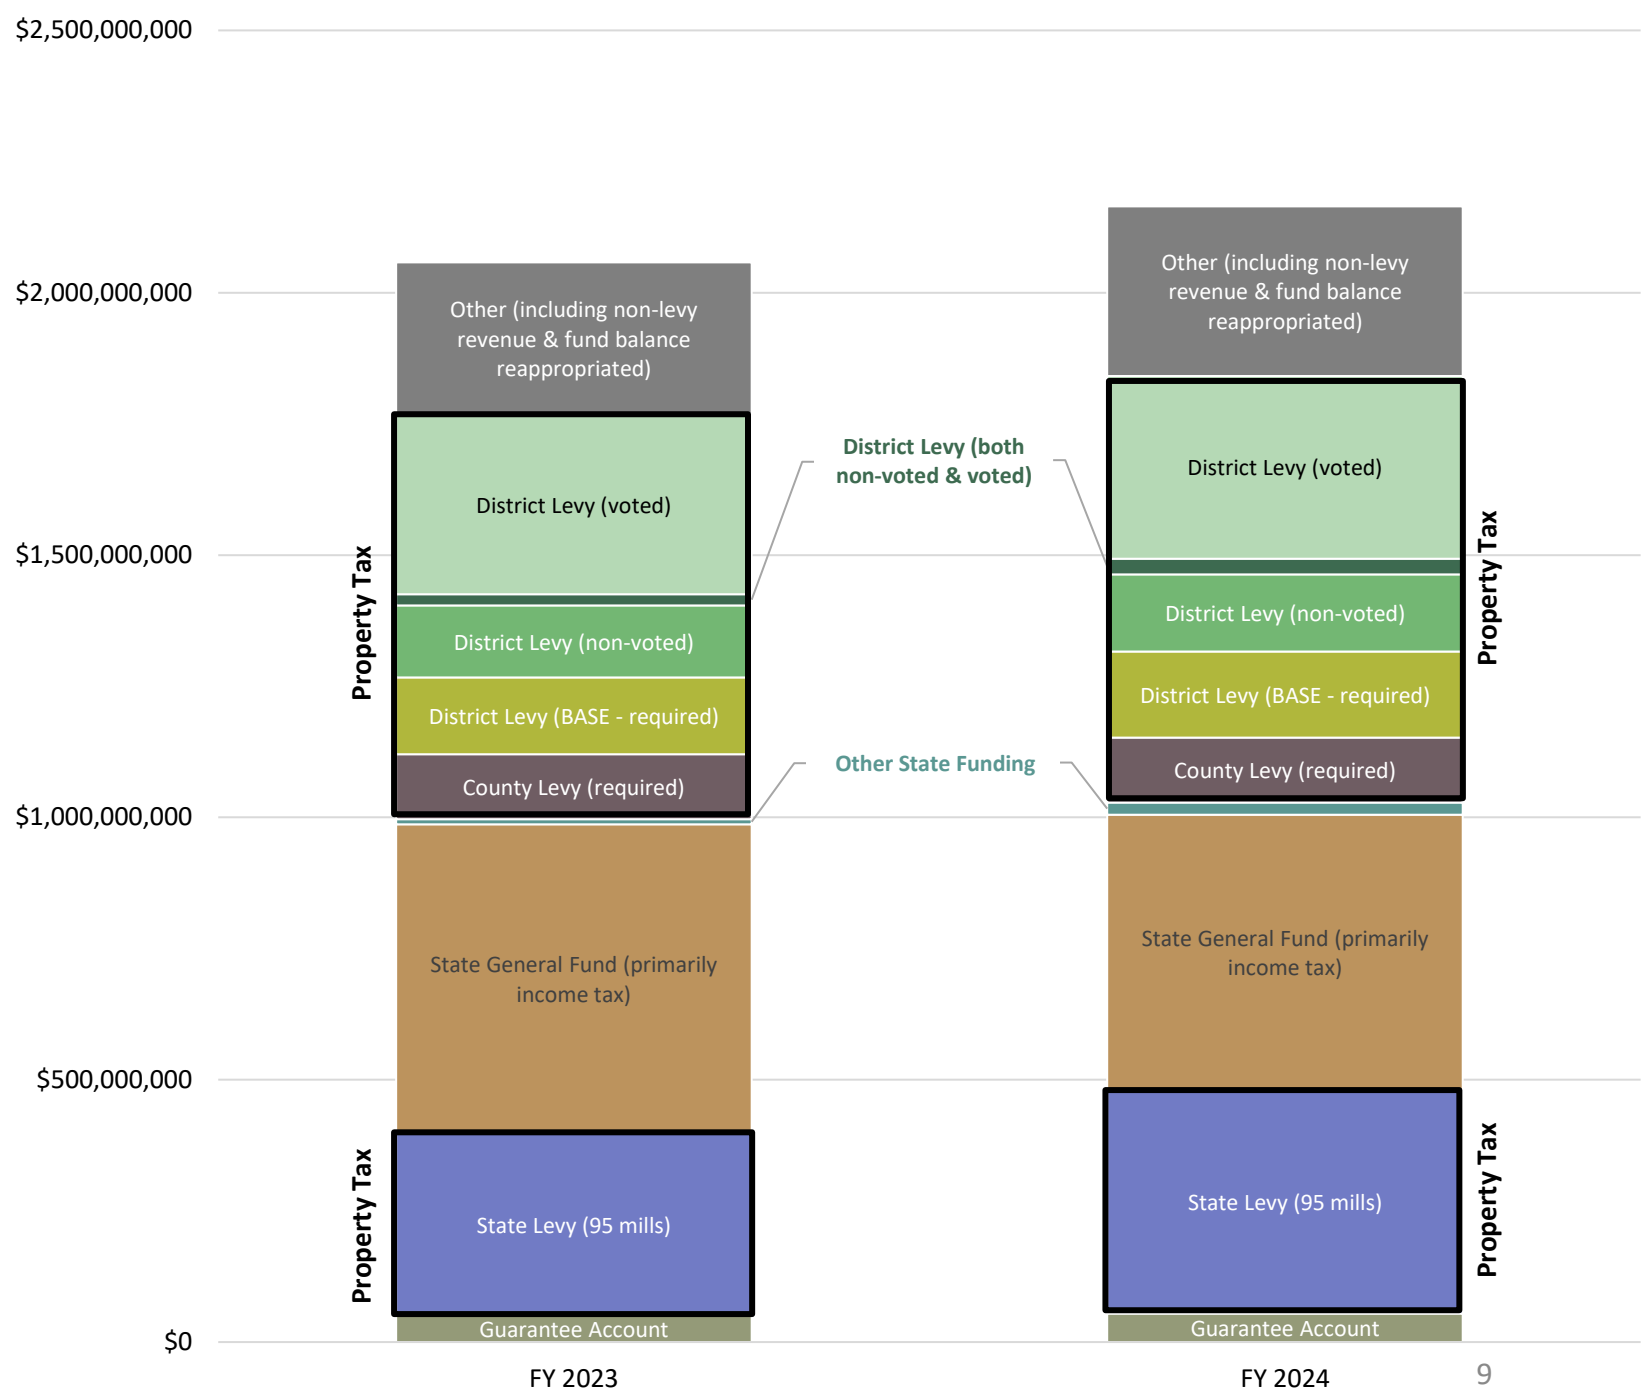 $2,500,000,000
$2,000,000,000
$1,500,000,000
$1,000,000,000
$500,000,000
$0
Property Tax
Property Tax
Other (including non-levy
revenue & fund balance
reappropriated)
District Levy (voted)
District Levy (non-voted)
District Levy (BASE - required)
County Levy (required)
State General Fund (primarily
income tax)
State Levy (95 mills)
Guarantee Account
FY 2023
District Levy (both
non-voted & voted)
Other State Funding
Other (including non-levy
revenue & fund balance
reappropriated)
District Levy (voted)
District Levy (non-voted)
District Levy (BASE - required)
County Levy (required)
State General Fund (primarily
income tax)
State Levy (95 mills)
Guarantee Account
FY 2024
Property Tax
Property Tax
9